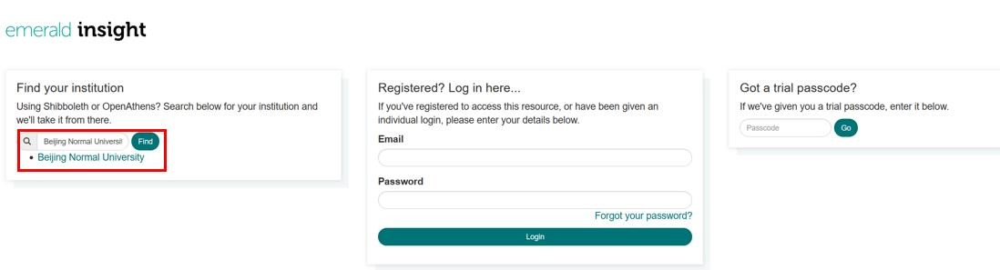 emerald insight
Find your institution
Using Shibboleth or OpenAthens? Search below for your institution and
we'll take it from there.
Beijing Normal Universit Find
• Beijing Normal University
Registered? Log in here...
If you've registered to access this resource, or have been given an
individual login, please enter your details below.
Email
Password
Forgot your password?
Login
Got a trial passcode?
If we've given you a trial passcode, enter it below.
Passcode Go